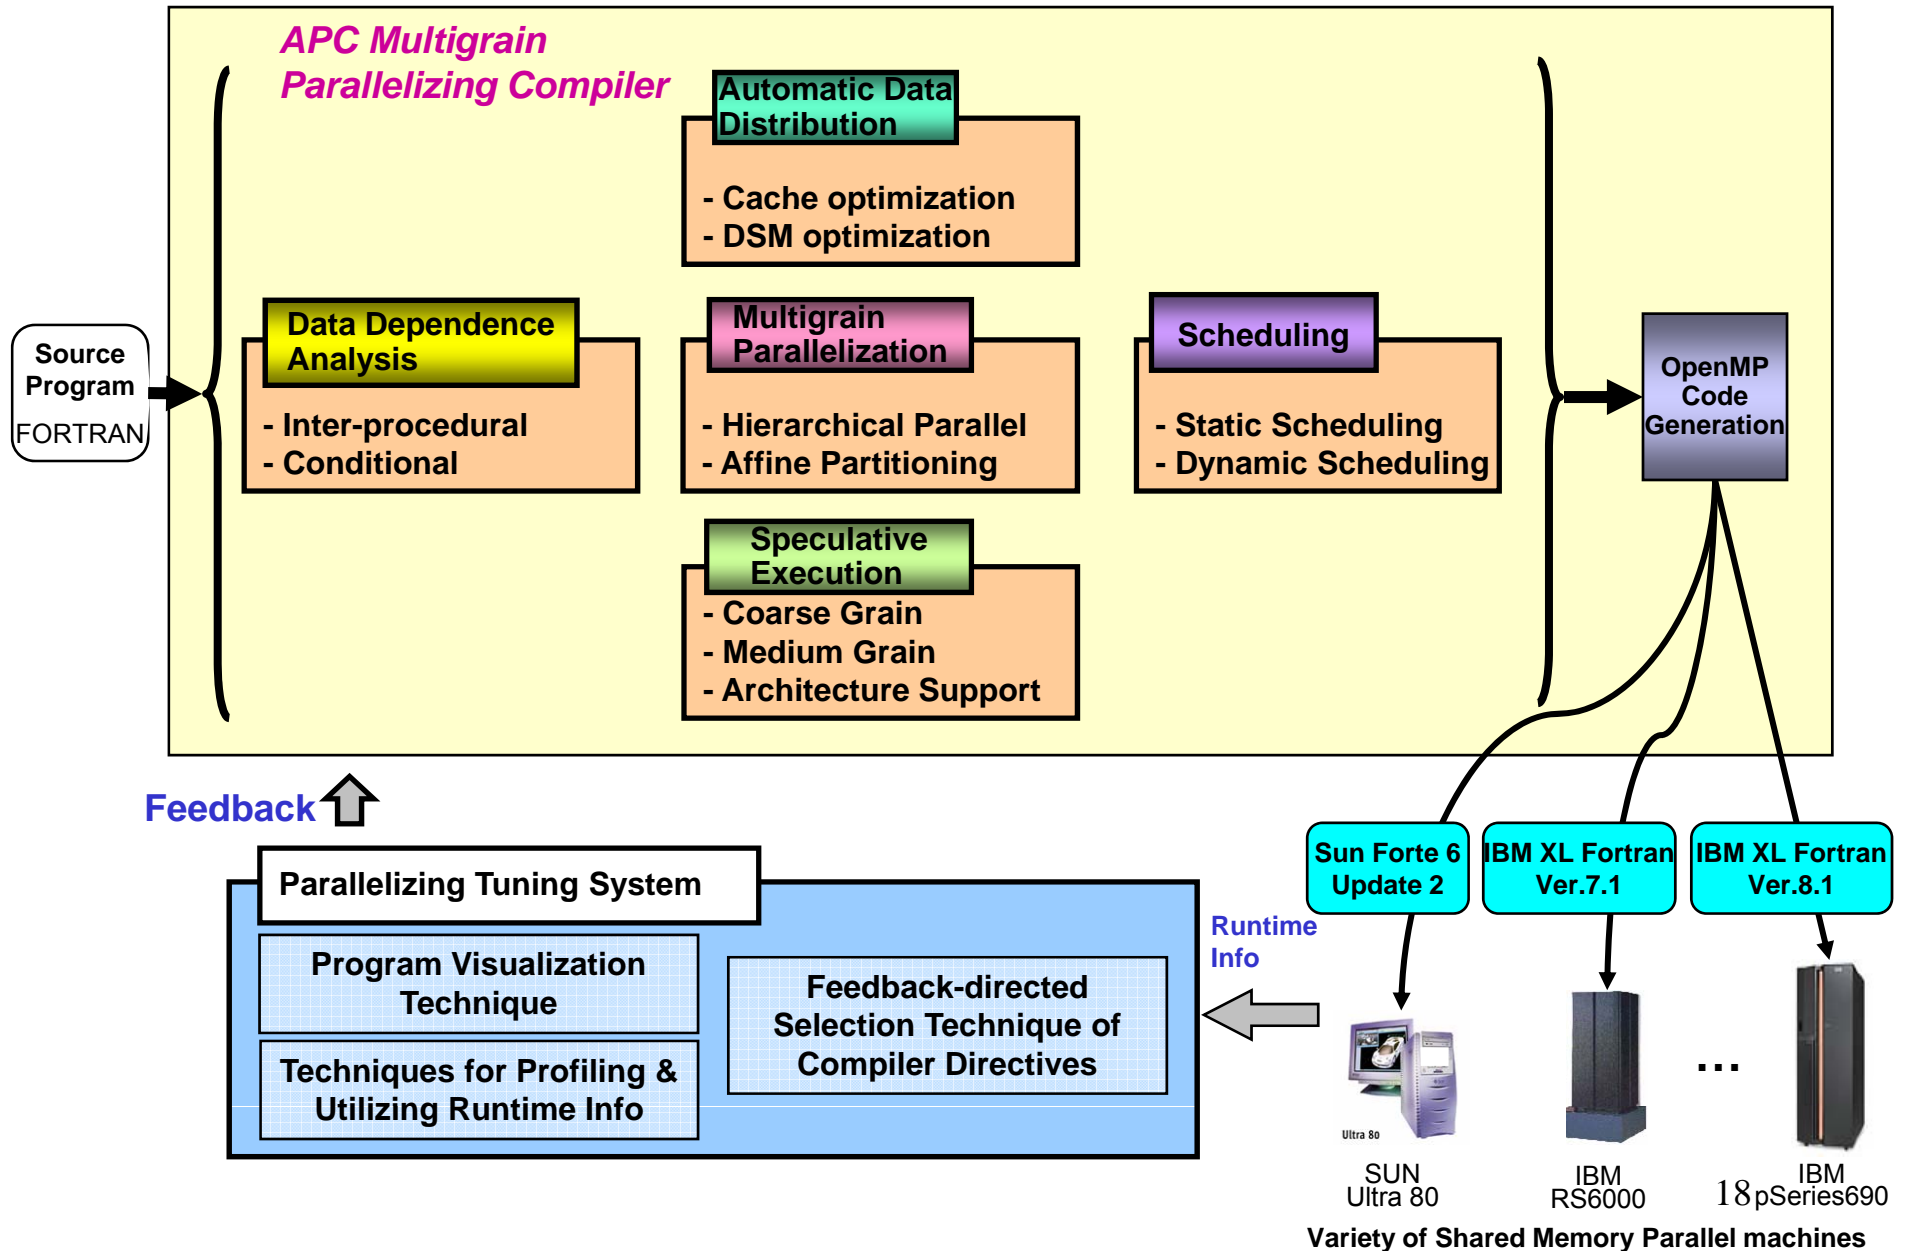 APC Multigrain
Parallelizing Compiler
Automatic Data
Distribution
- Cache optimization
- DSM optimization
Source
Program
FORTRAN
Data Dependence
Analysis
- Inter-procedural
- Conditional
Multigrain
Parallelization
- Hierarchical Parallel
- Affine Partitioning
Scheduling
- Static Scheduling
- Dynamic Scheduling
OpenMP
Code
Generation
Speculative
Execution
- Coarse Grain
- Medium Grain
- Architecture Support
Feedback
Parallelizing Tuning System
Program Visualization
Technique
Techniques for Profiling &
Utilizing Runtime Info
Feedback-directed
Selection Technique of
Compiler Directives
Runtime
Info
Sun Forte 6
Update 2
IBM XL Fortran
Ver.7.1
IBM XL Fortran
Ver.8.1
...
Ultra 80
SUN
Ultra 80
IBM
RS6000
IBM
pSeries690
18
Variety of Shared Memory Parallel machines